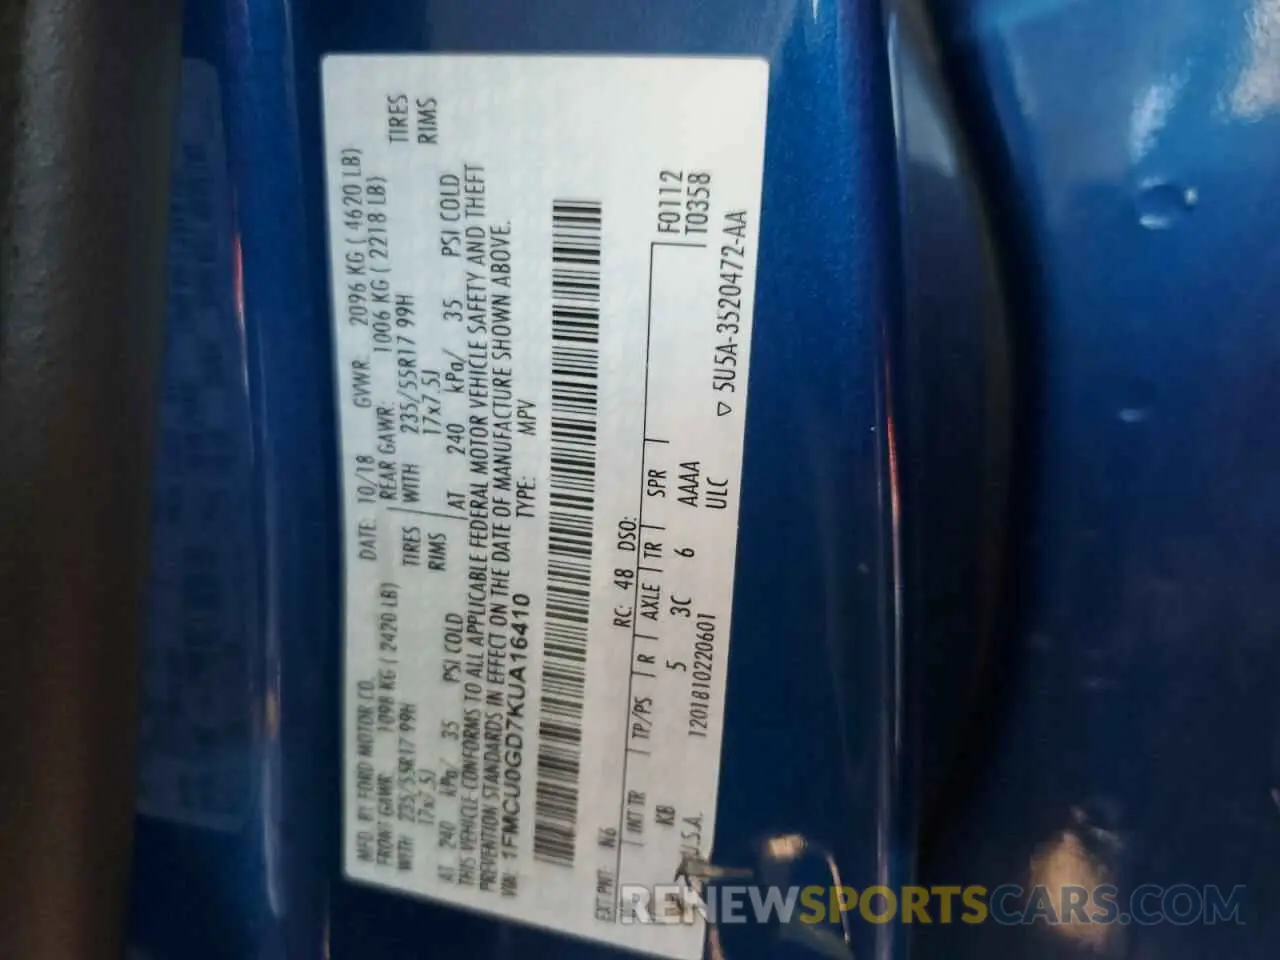 MFD. BY FORD MOTOR CO. DATE: 10/18 GVWR: 2096 KG ( 4620 LB)
FRONT GAWR: 1098 KG ( 2420 LB) REAR GAWR: 1006 KG ( 2218 LB)
WITH 235/55R17 99H TIRES WITH 235/55R17 99H TIRES
17x7.5J RIMS 17x7.5J RIMS
AT 240 kPa/ 35 PSI COLD AT 240 kPa/ 35 PSI COLD
THIS VEHICLE CONFORMS TO ALL APPLICABLE FEDERAL MOTOR VEHICLE SAFETY AND THEFT
PREVENTION STANDARDS IN EFFECT ON THE DATE OF MANUFACTURE SHOWN ABOVE.
VIN: 1FMCU0GD7KUA16410 TYPE: MPV
EXT PNT: N6 RC: 48 DSO:
INT TR TP/PS R AXLE TR SPR F0112
KB 5 3C 6 AAAA T0358
U.S.A. 1201810220601 ULC
▽ 5U5A-3520472-AA
RENEWSPORTSCARS.COM